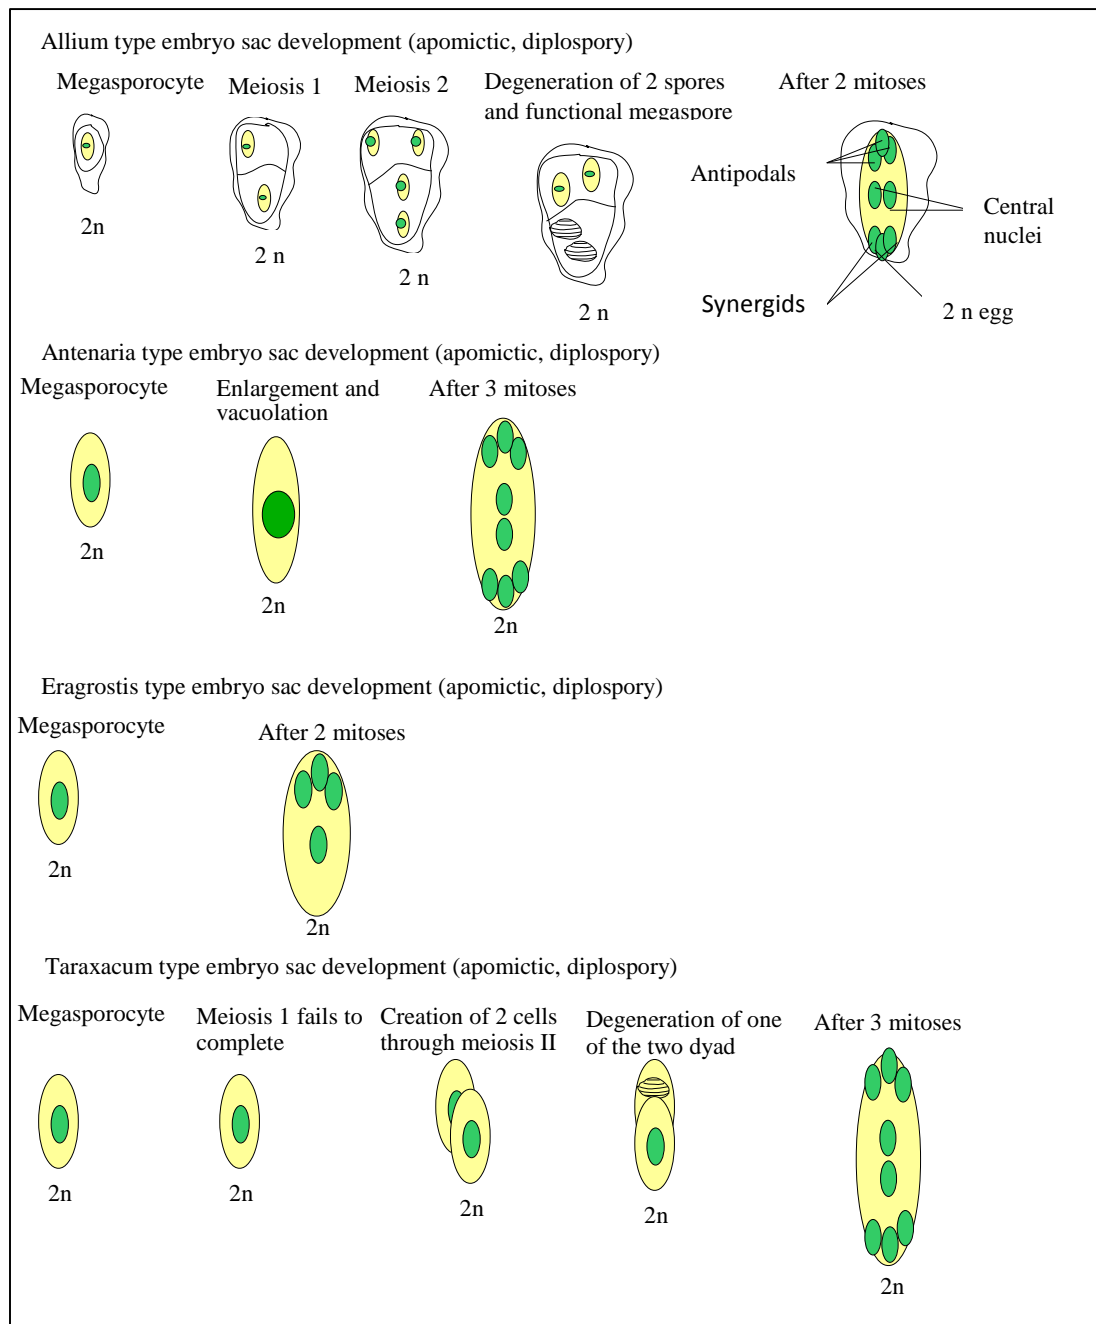 Allium type embryo sac development (apomictic, diplospory)
Megasporocyte
Meiosis 1
Meiosis 2
Degeneration of 2 spores
and functional megaspore
After 2 mitoses
Antipodals
Central
nuclei
Synergids
2 n egg
2n
2 n
2 n
2 n
Antenaria type embryo sac development (apomictic, diplospory)
Megasporocyte
Enlargement and
vacuolation
After 3 mitoses
2n
2n
2n
Eragrostis type embryo sac development (apomictic, diplospory)
Megasporocyte
After 2 mitoses
2n
2n
Taraxacum type embryo sac development (apomictic, diplospory)
Megasporocyte
Meiosis 1 fails to
complete
Creation of 2 cells
through meiosis II
Degeneration of one
of the two dyad
After 3 mitoses
2n
2n
2n
2n
2n